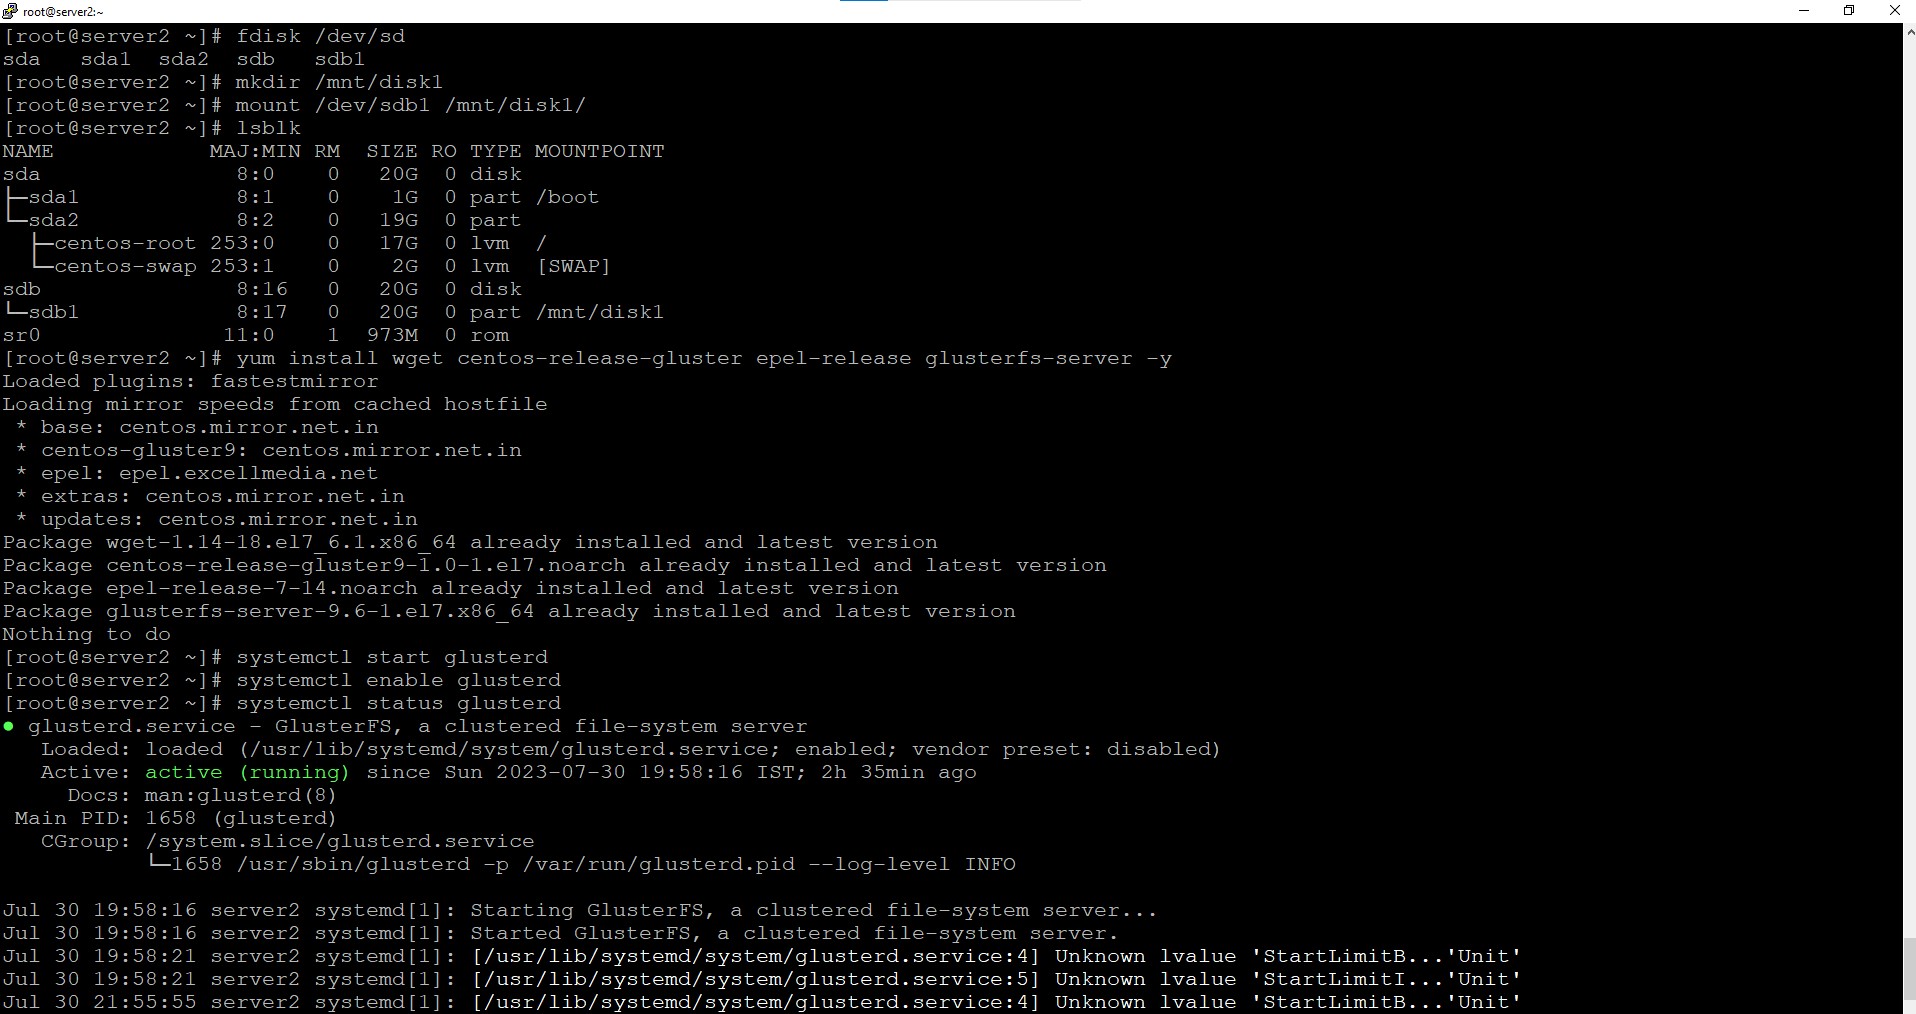 root@server2:~
[root@server2 ~]# fdisk /dev/sd
sda   sda1  sda2  sdb   sdb1
[root@server2 ~]# mkdir /mnt/disk1
[root@server2 ~]# mount /dev/sdb1 /mnt/disk1/
[root@server2 ~]# lsblk
NAME            MAJ:MIN RM  SIZE RO TYPE MOUNTPOINT
sda               8:0    0   20G  0 disk
├─sda1            8:1    0    1G  0 part /boot
└─sda2            8:2    0   19G  0 part
  ├─centos-root 253:0    0   17G  0 lvm  /
  └─centos-swap 253:1    0    2G  0 lvm  [SWAP]
sdb               8:16   0   20G  0 disk
└─sdb1            8:17   0   20G  0 part /mnt/disk1
sr0              11:0    1  973M  0 rom
[root@server2 ~]# yum install wget centos-release-gluster epel-release glusterfs-server -y
Loaded plugins: fastestmirror
Loading mirror speeds from cached hostfile
 * base: centos.mirror.net.in
 * centos-gluster9: centos.mirror.net.in
 * epel: epel.excellmedia.net
 * extras: centos.mirror.net.in
 * updates: centos.mirror.net.in
Package wget-1.14-18.el7_6.1.x86_64 already installed and latest version
Package centos-release-gluster9-1.0-1.el7.noarch already installed and latest version
Package epel-release-7-14.noarch already installed and latest version
Package glusterfs-server-9.6-1.el7.x86_64 already installed and latest version
Nothing to do
[root@server2 ~]# systemctl start glusterd
[root@server2 ~]# systemctl enable glusterd
[root@server2 ~]# systemctl status glusterd
● glusterd.service - GlusterFS, a clustered file-system server
   Loaded: loaded (/usr/lib/systemd/system/glusterd.service; enabled; vendor preset: disabled)
   Active: active (running) since Sun 2023-07-30 19:58:16 IST; 2h 35min ago
     Docs: man:glusterd(8)
 Main PID: 1658 (glusterd)
   CGroup: /system.slice/glusterd.service
           └─1658 /usr/sbin/glusterd -p /var/run/glusterd.pid --log-level INFO
Jul 30 19:58:16 server2 systemd[1]: Starting GlusterFS, a clustered file-system server...
Jul 30 19:58:16 server2 systemd[1]: Started GlusterFS, a clustered file-system server.
Jul 30 19:58:21 server2 systemd[1]: [/usr/lib/systemd/system/glusterd.service:4] Unknown lvalue 'StartLimitB...'Unit'
Jul 30 19:58:21 server2 systemd[1]: [/usr/lib/systemd/system/glusterd.service:5] Unknown lvalue 'StartLimitI...'Unit'
Jul 30 21:55:55 server2 systemd[1]: [/usr/lib/systemd/system/glusterd.service:4] Unknown lvalue 'StartLimitB...'Unit'